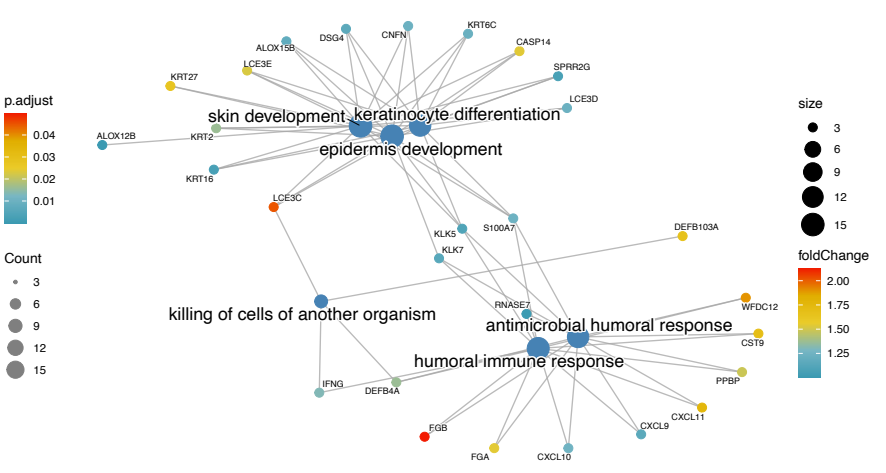 KRT6C
DSG4
CNFN
CASP14
ALOX15B
LCE3E
SPRR2G
KRT27
p.adjust
LCE3D
size
skin development
keratinocyte differentiation
3
0.04
ALOX12B
KRT2
6
epidermis development
0.03
9
0.02
KRT16
12
0.01
LCE3C
15
S100A7
DEFB103A
KLK5
Count
KLK7
foldChange
3
2.00
6
RNASE7
WFDC12
1.75
killing of cells of another organism
9
antimicrobial humoral response
1.50
CST9
12
humoral immune response
1.25
15
PPBP
IFNG
DEFB4A
CXCL11
FGB
CXCL9
FGA
CXCL10